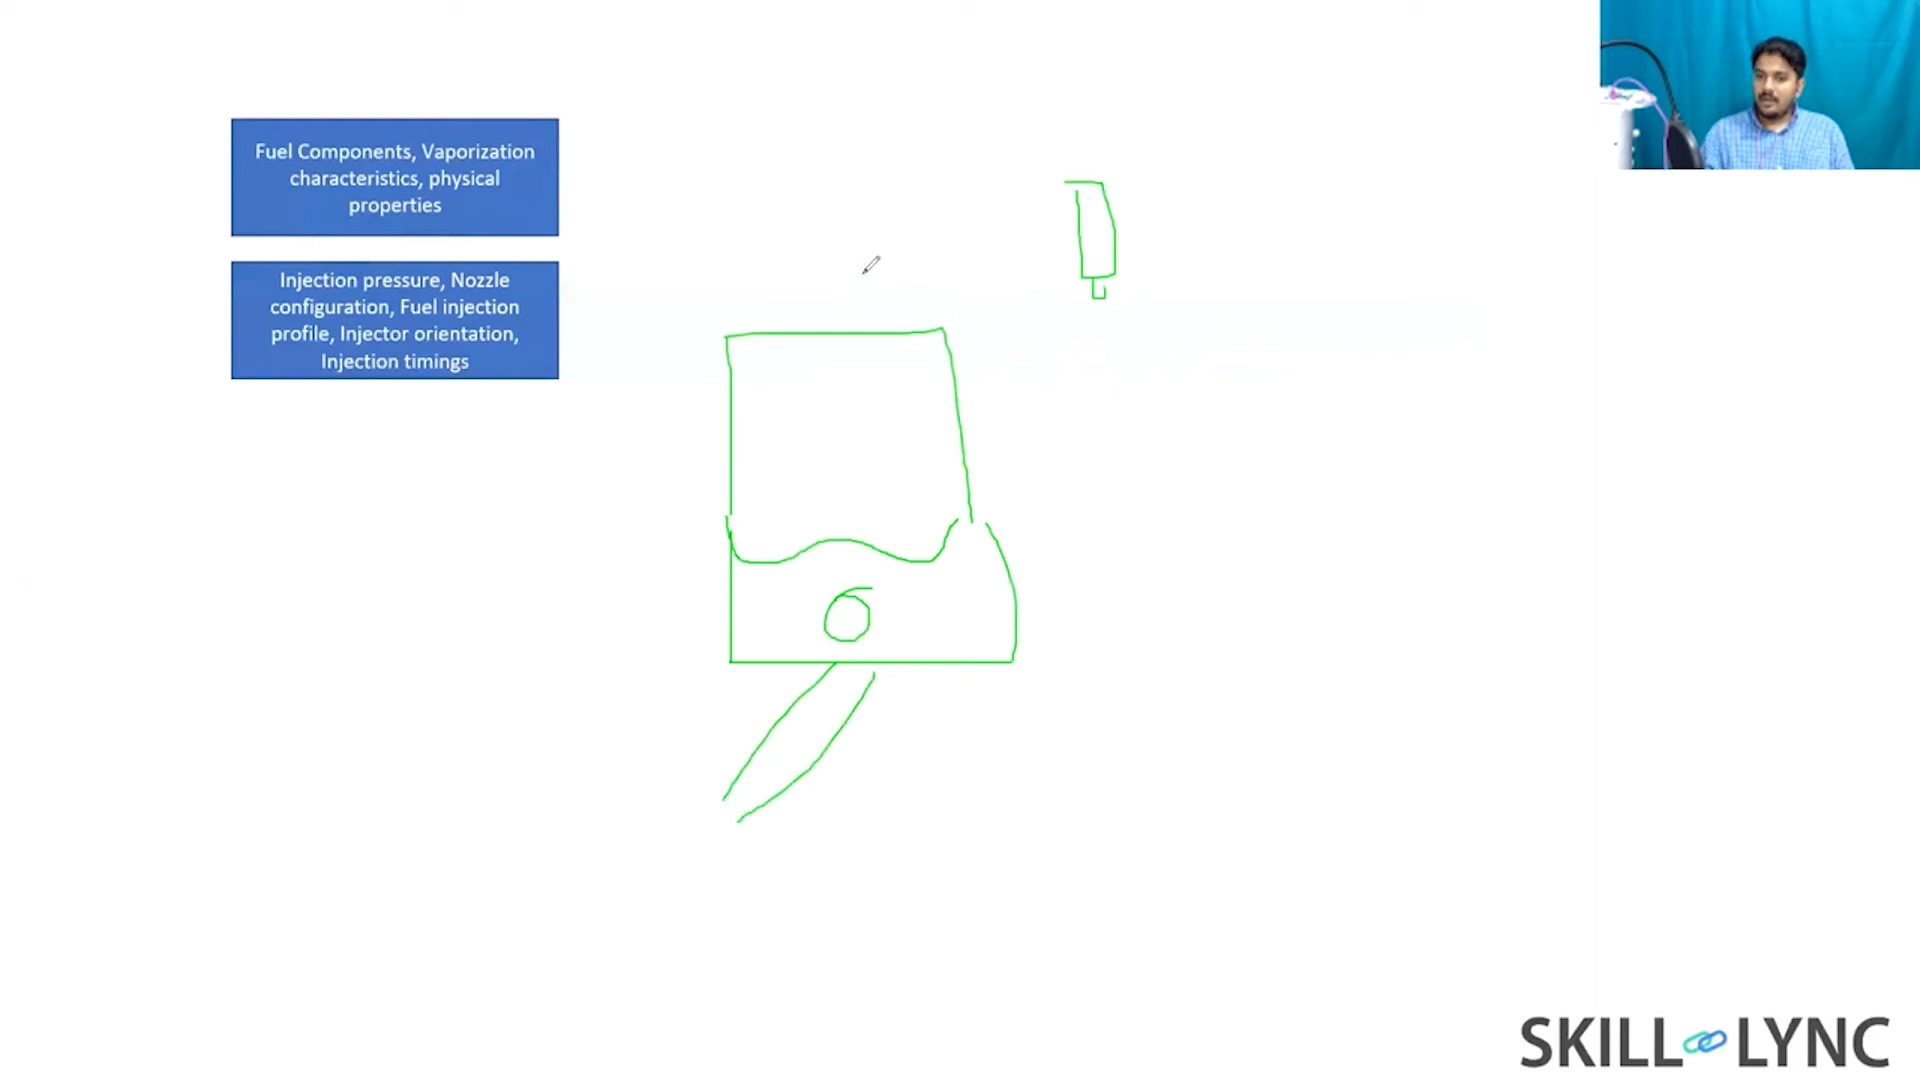 Fuel Components, Vaporization
characteristics, physical
properties
Injection pressure, Nozzle
configuration, Fuel injection
profile, Injector orientation,
Injection timings
SKILL LYNC